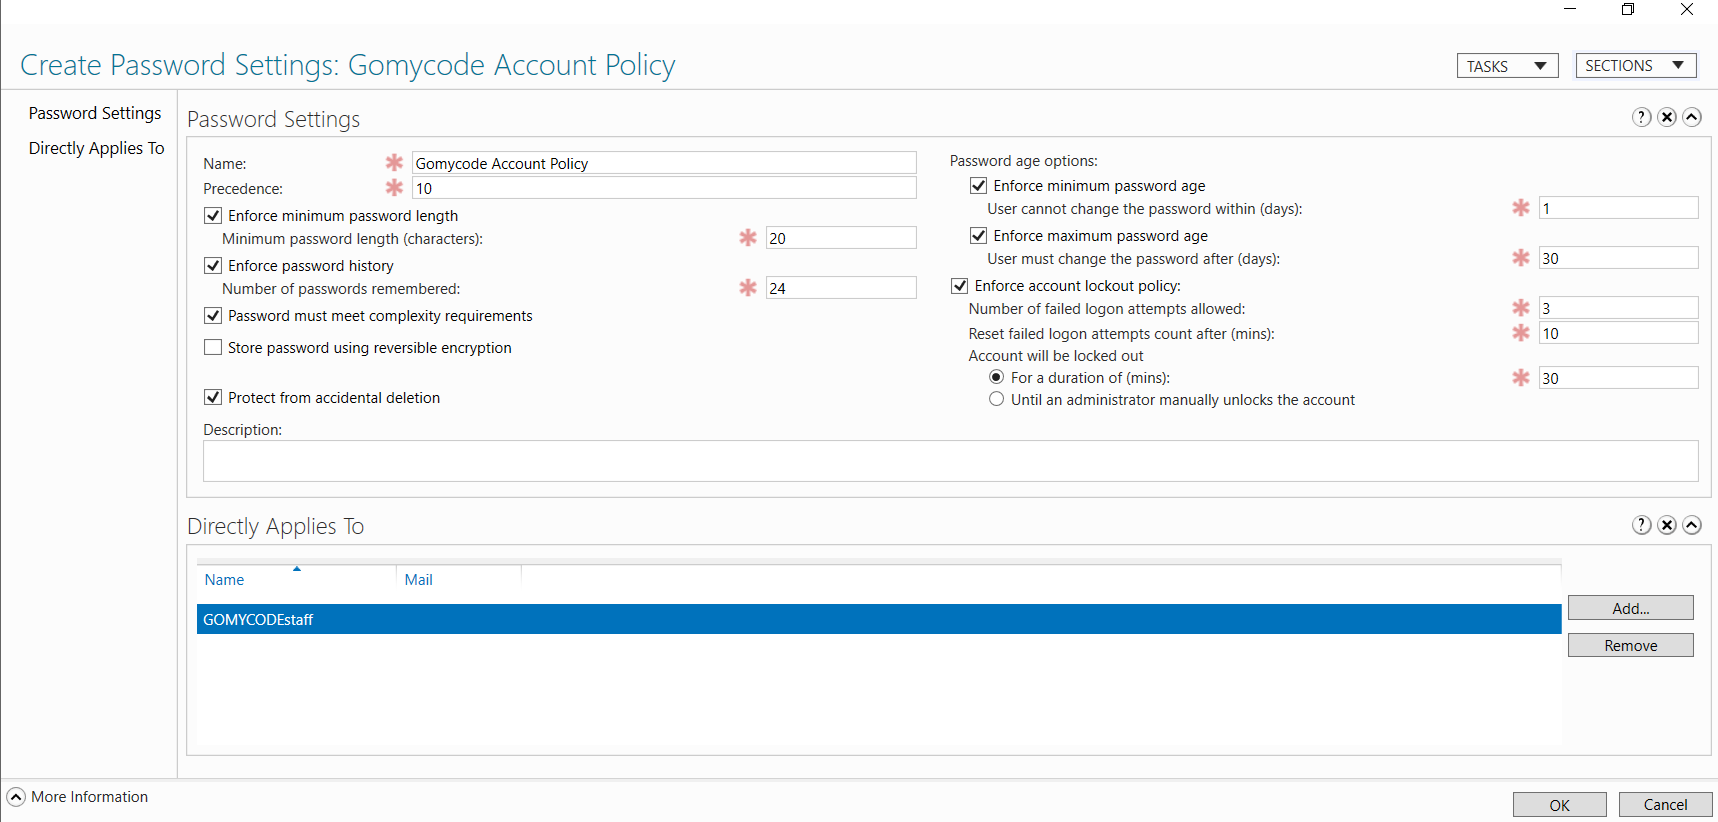 Create Password Settings: Gomycode Account Policy
TASKS
SECTIONS
Password Settings
Directly Applies To
Password Settings
Name: * Gomycode Account Policy
Precedence: * 10
Enforce minimum password length
Minimum password length (characters): * 20
Enforce password history
Number of passwords remembered: * 24
Password must meet complexity requirements
Store password using reversible encryption
Protect from accidental deletion
Password age options:
Enforce minimum password age
User cannot change the password within (days): * 1
Enforce maximum password age
User must change the password after (days): * 30
Enforce account lockout policy:
Number of failed logon attempts allowed: * 3
Reset failed logon attempts count after (mins): * 10
Account will be locked out
For a duration of (mins): * 30
Until an administrator manually unlocks the account
Description:
Directly Applies To
Name Mail
GOMYCODEstaff
Add...
Remove
More Information
OK Cancel